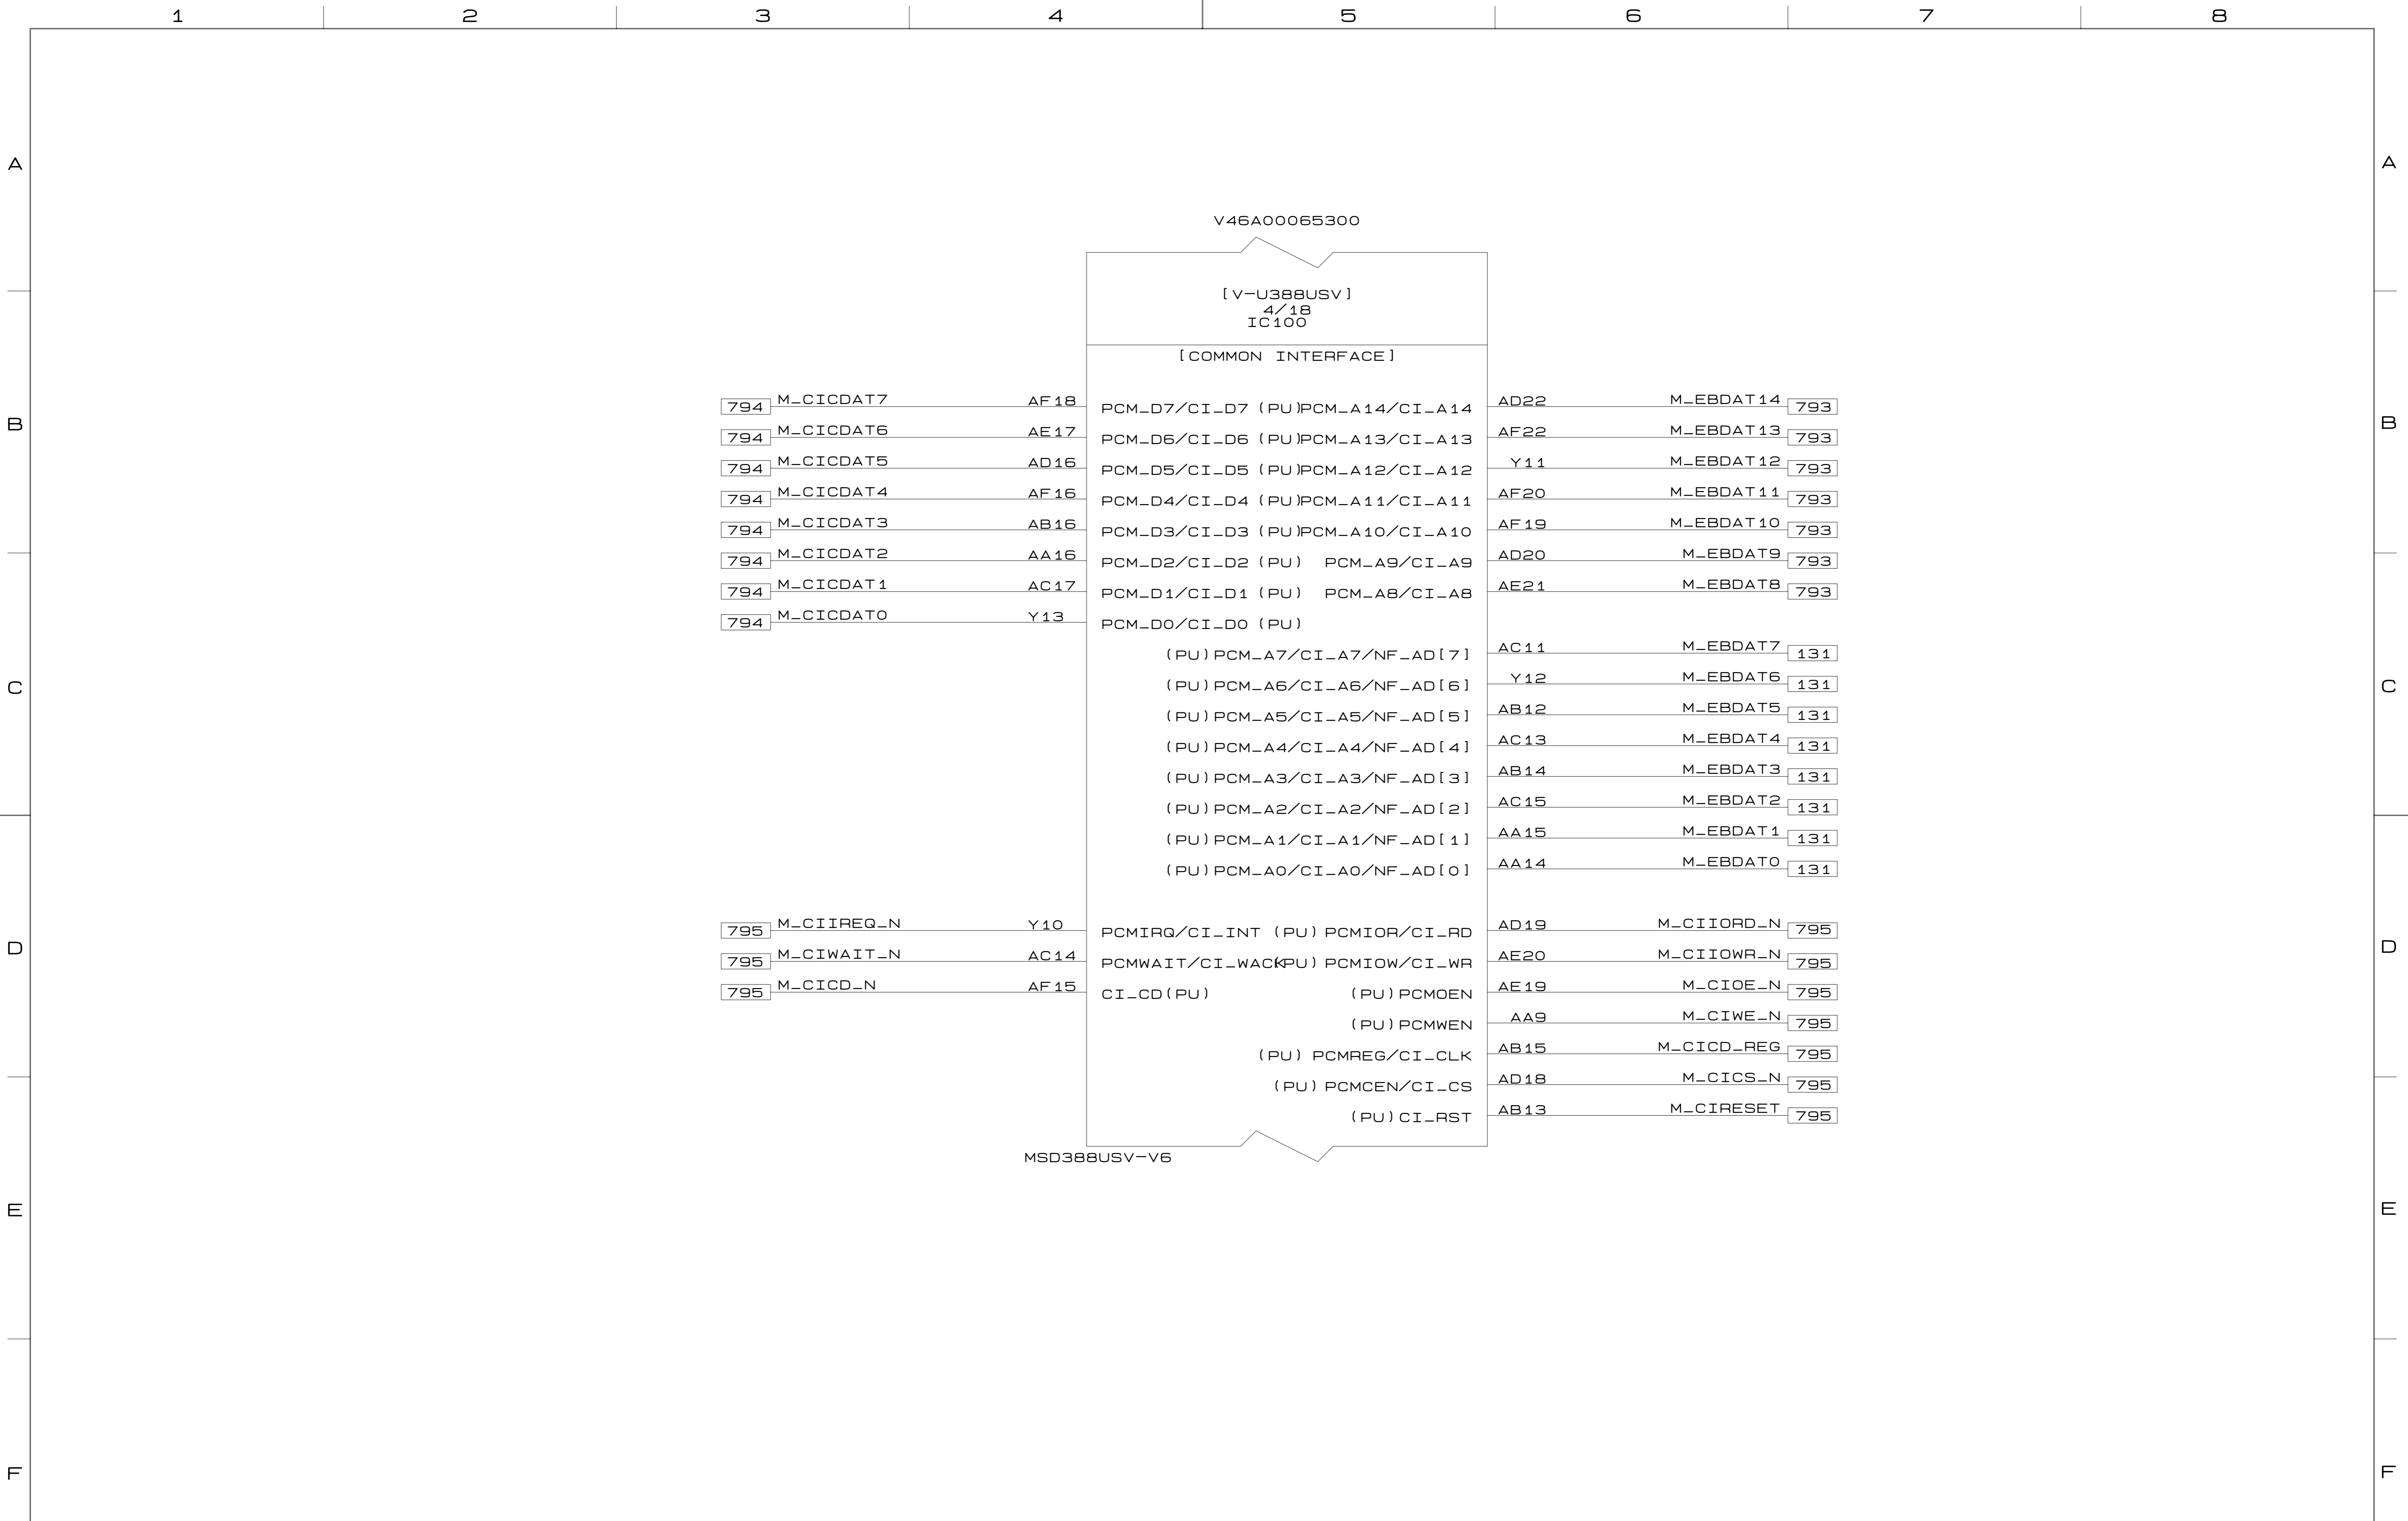 1 2 3 4 5 6 7 8
A A
V46A00065300
[V-U388USV]
4/18
IC100
[COMMON INTERFACE]
794 M_CICDAT7 AF18 PCM_D7/CI_D7 (PU) PCM_A14/CI_A14 AD22 M_EBDAT14 793
B B
794 M_CICDAT6 AE17 PCM_D6/CI_D6 (PU) PCM_A13/CI_A13 AF22 M_EBDAT13 793
794 M_CICDAT5 AD16 PCM_D5/CI_D5 (PU) PCM_A12/CI_A12 Y11 M_EBDAT12 793
794 M_CICDAT4 AF16 PCM_D4/CI_D4 (PU) PCM_A11/CI_A11 AF20 M_EBDAT11 793
794 M_CICDAT3 AB16 PCM_D3/CI_D3 (PU) PCM_A10/CI_A10 AF19 M_EBDAT10 793
794 M_CICDAT2 AA16 PCM_D2/CI_D2 (PU) PCM_A9/CI_A9 AD20 M_EBDAT9 793
794 M_CICDAT1 AC17 PCM_D1/CI_D1 (PU) PCM_A8/CI_A8 AE21 M_EBDAT8 793
794 M_CICDAT0 Y13 PCM_D0/CI_D0 (PU)
(PU)PCM_A7/CI_A7/NF_AD[7] AC11 M_EBDAT7 131
C C
(PU)PCM_A6/CI_A6/NF_AD[6] Y12 M_EBDAT6 131
(PU)PCM_A5/CI_A5/NF_AD[5] AB12 M_EBDAT5 131
(PU)PCM_A4/CI_A4/NF_AD[4] AC13 M_EBDAT4 131
(PU)PCM_A3/CI_A3/NF_AD[3] AB14 M_EBDAT3 131
(PU)PCM_A2/CI_A2/NF_AD[2] AC15 M_EBDAT2 131
(PU)PCM_A1/CI_A1/NF_AD[1] AA15 M_EBDAT1 131
(PU)PCM_A0/CI_A0/NF_AD[0] AA14 M_EBDAT0 131
795 M_CIIREQ_N Y10 PCMIRQ/CI_INT (PU) PCMIOR/CI_RD AD19 M_CIIORD_N 795
D D
795 M_CIWAIT_N AC14 PCMWAIT/CI_WACK (PU) PCMIOW/CI_WR AE20 M_CIIOWR_N 795
795 M_CICD_N AF15 CI_CD(PU) (PU)PCMOEN AE19 M_CIOE_N 795
(PU)PCMWEN AA9 M_CIWE_N 795
(PU) PCMREG/CI_CLK AB15 M_CICD_REG 795
(PU) PCMCEN/CI_CS AD18 M_CICS_N 795
(PU)CI_RST AB13 M_CIRESET 795
MSD388USV-V6
E E
F F